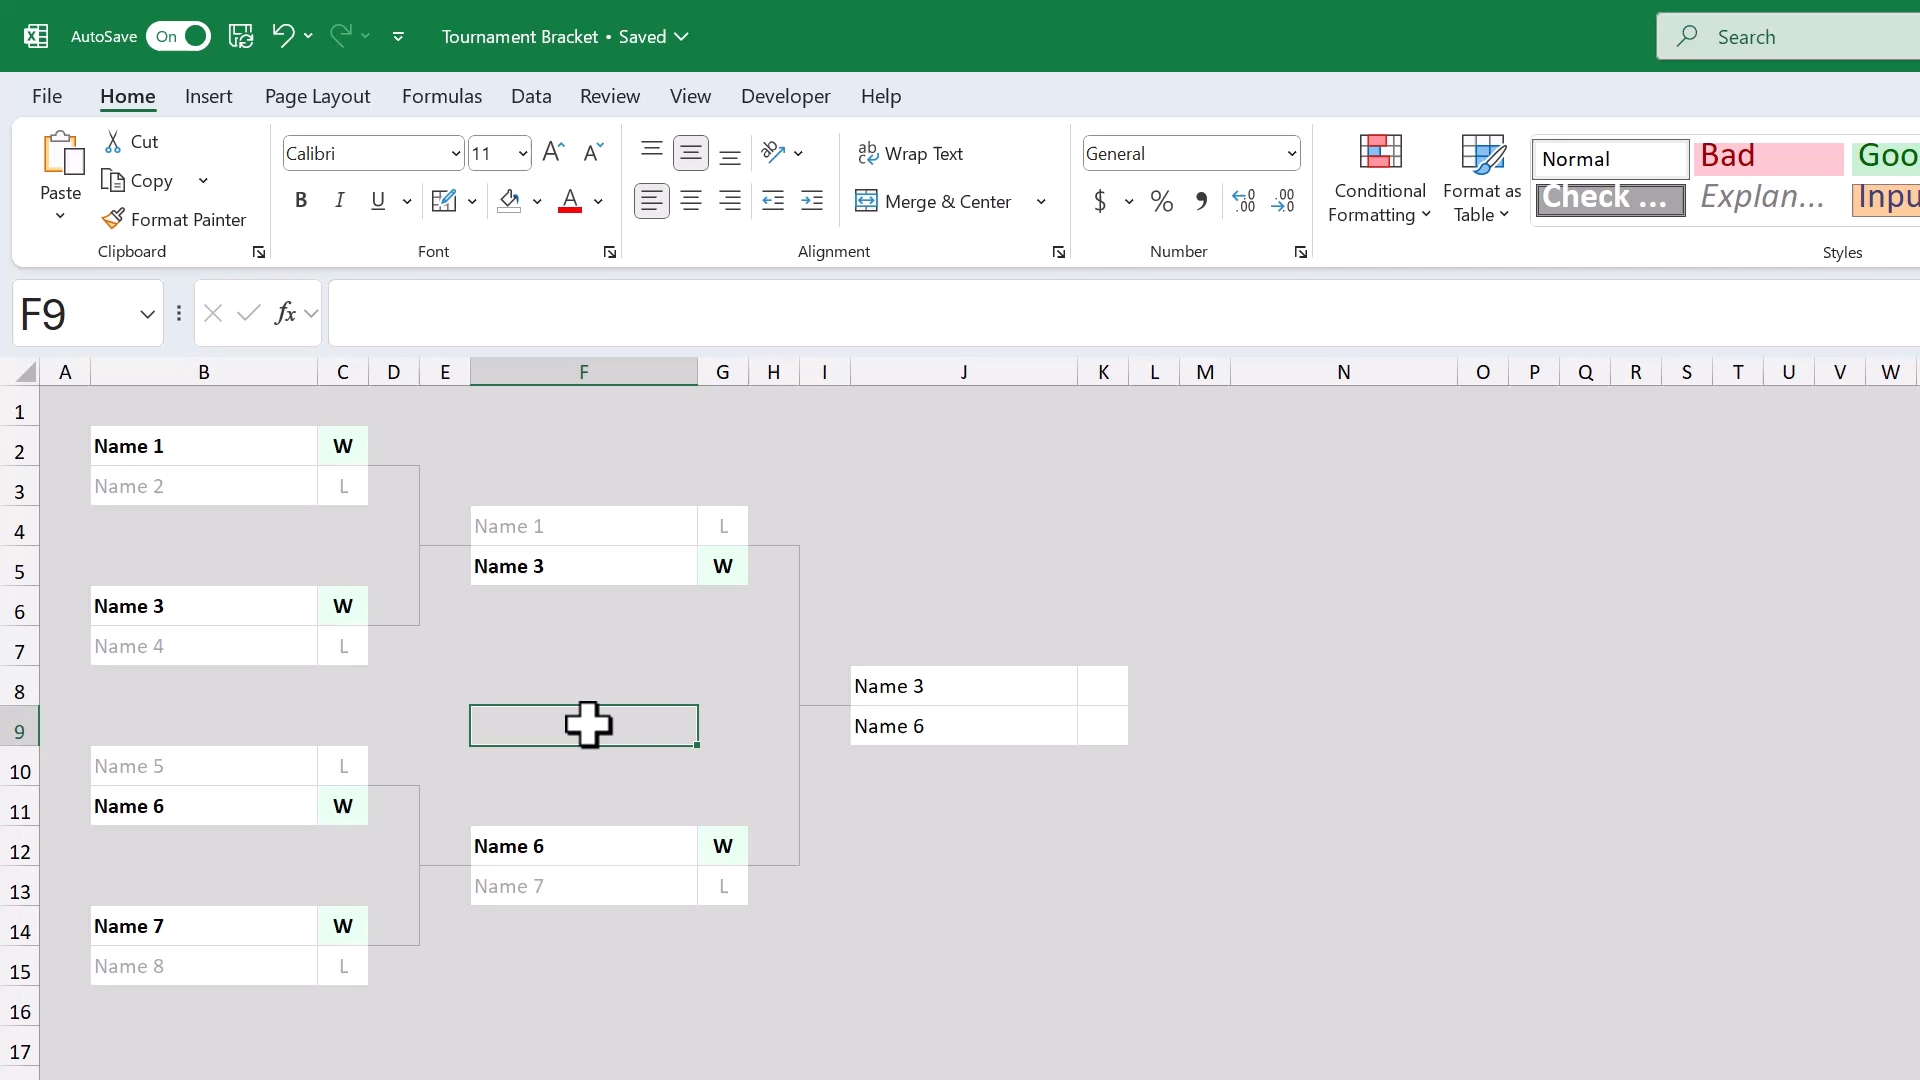 AutoSave On Tournament Bracket • Saved Search
File Home Insert Page Layout Formulas Data Review View Developer Help
Paste Cut Copy Format Painter Clipboard
Calibri 11 B I U A Font
Wrap Text Merge & Center Alignment
General $ % 9 .00 Number
Conditional Formatting Format as Table
Normal Bad Goo
Check ... Explan... Inpu
Styles
F9 fx
A B C D E F G H I J K L M N O P Q R S T U V W
1
2 Name 1 W
3 Name 2 L
4 Name 1 L
5 Name 3 W
6 Name 3 W
7 Name 4 L
8 Name 3
9 Name 6
10 Name 5 L
11 Name 6 W
12 Name 6 W
13 Name 7 L
14 Name 7 W
15 Name 8 L
16
17